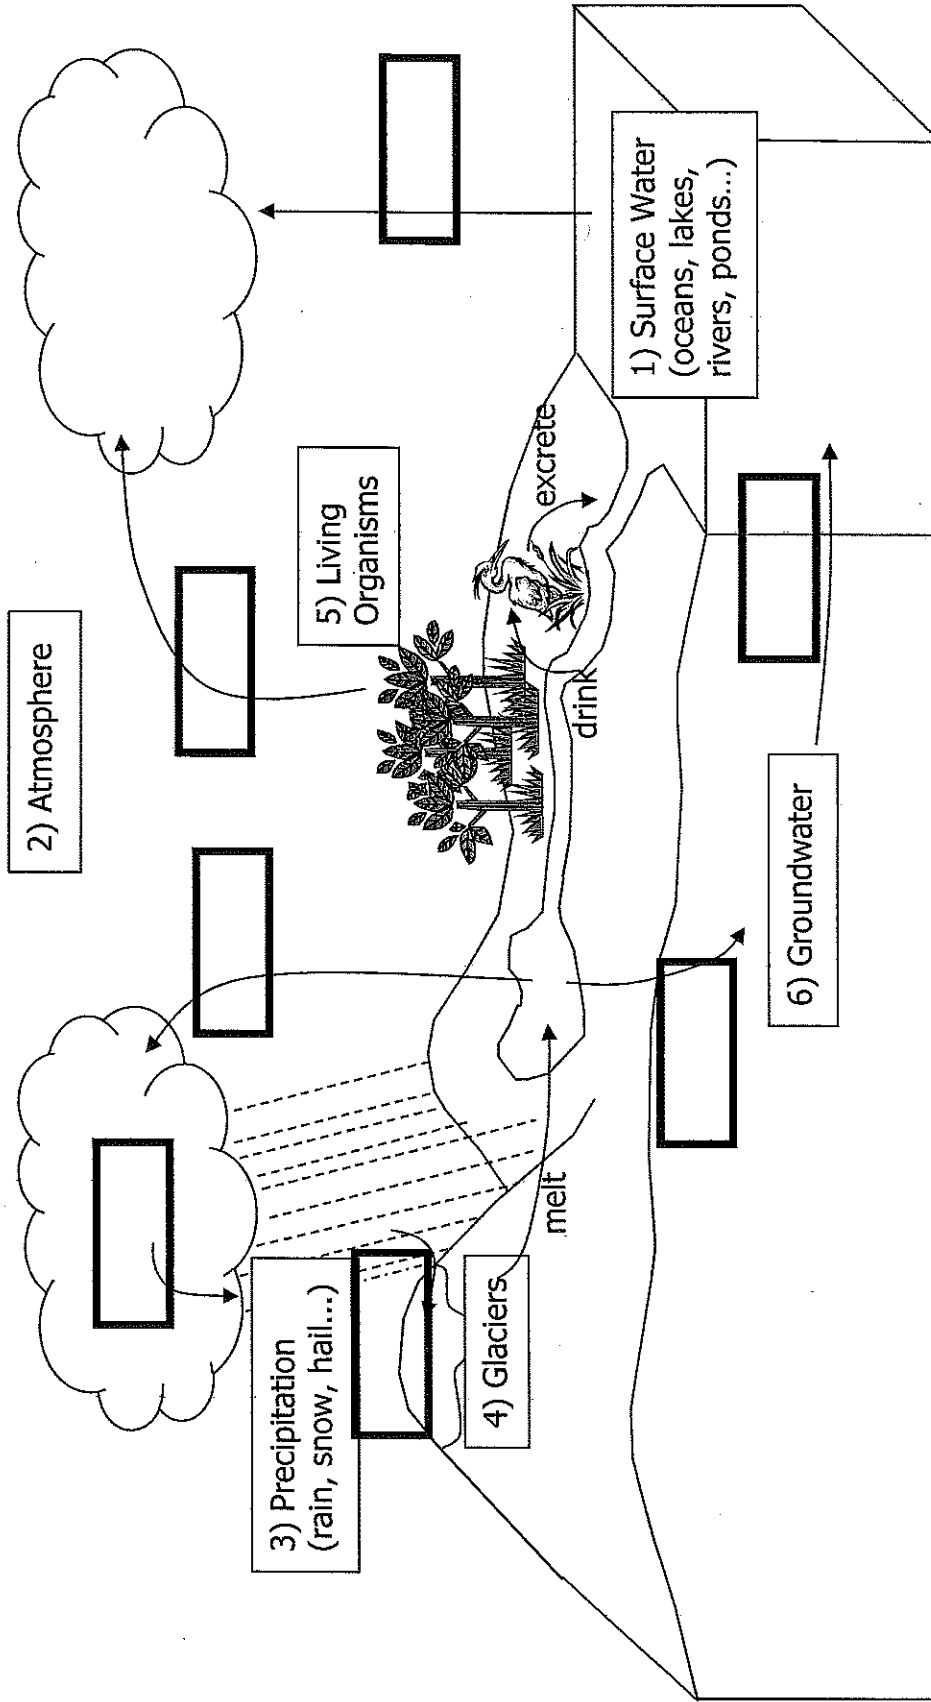 2) Atmosphere
3) Precipitation
(rain, snow, hail...)
4) Glaciers
melt
5) Living
Organisms
drink
excrete
1) Surface Water
(oceans, lakes,
rivers, ponds...)
6) Groundwater